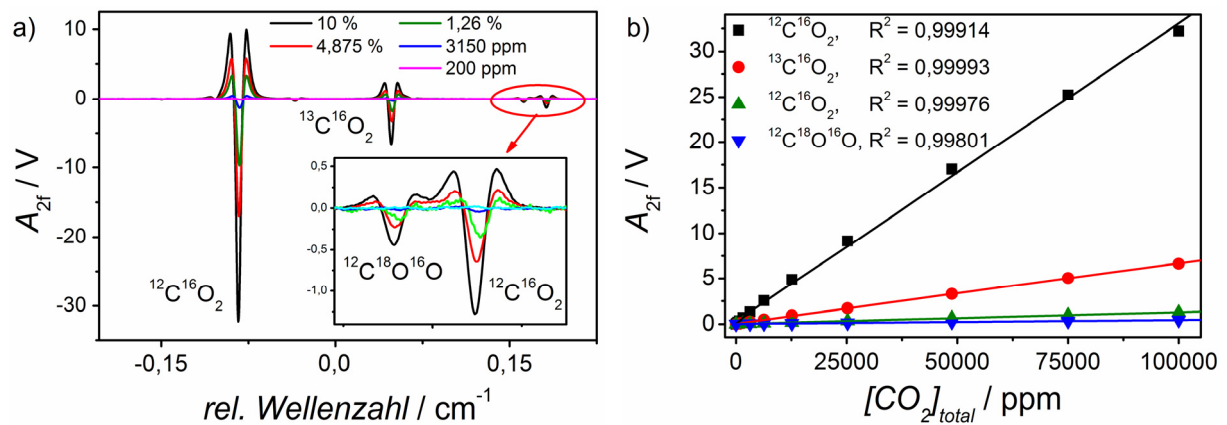 a)
10 %
4,875 %
1,26 %
3150 ppm
200 ppm
A2f / V
10
0
-10
-20
-30
¹²C¹⁶O₂
¹³C¹⁶O₂
0,5
0,0
-0,5
-1,0
¹²C¹⁸O¹⁶O
¹²C¹⁶O₂
-0,15
0,0
0,15
rel. Wellenzahl / cm⁻¹
b)
¹²C¹⁶O₂, R² = 0,99914
¹³C¹⁶O₂, R² = 0,99993
¹²C¹⁶O₂, R² = 0,99976
¹²C¹⁸O¹⁶O, R² = 0,99801
A2f / V
30
25
20
15
10
5
0
0
25000
50000
75000
100000
[CO₂]total / ppm